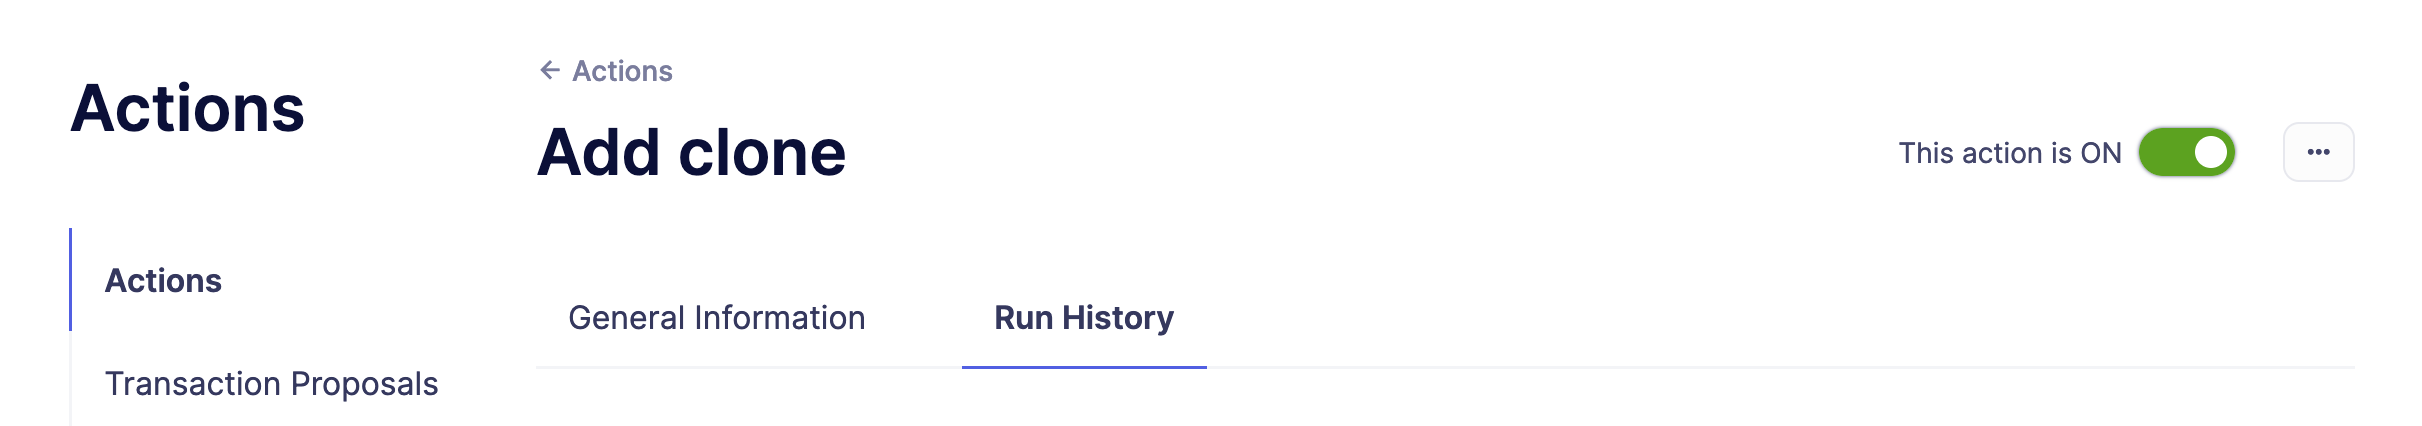 Actions
Actions
Transaction Proposals
← Actions
Add clone
This action is ON
General Information
Run History